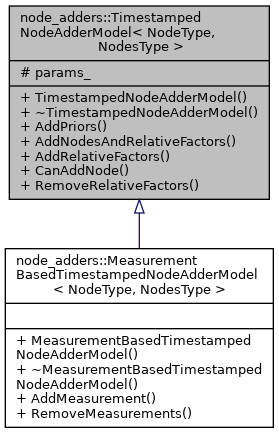 node_adders::Timestamped
NodeAdderModel< NodeType,
NodesType >
# params_
+ TimestampedNodeAdderModel()
+ ~TimestampedNodeAdderModel()
+ AddPriors()
+ AddNodesAndRelativeFactors()
+ AddRelativeFactors()
+ CanAddNode()
+ RemoveRelativeFactors()
node_adders::Measurement
BasedTimestampedNodeAdderModel
< NodeType, NodesType >
+ MeasurementBasedTimestamped
NodeAdderModel()
+ ~MeasurementBasedTimestamped
NodeAdderModel()
+ AddMeasurement()
+ RemoveMeasurements()